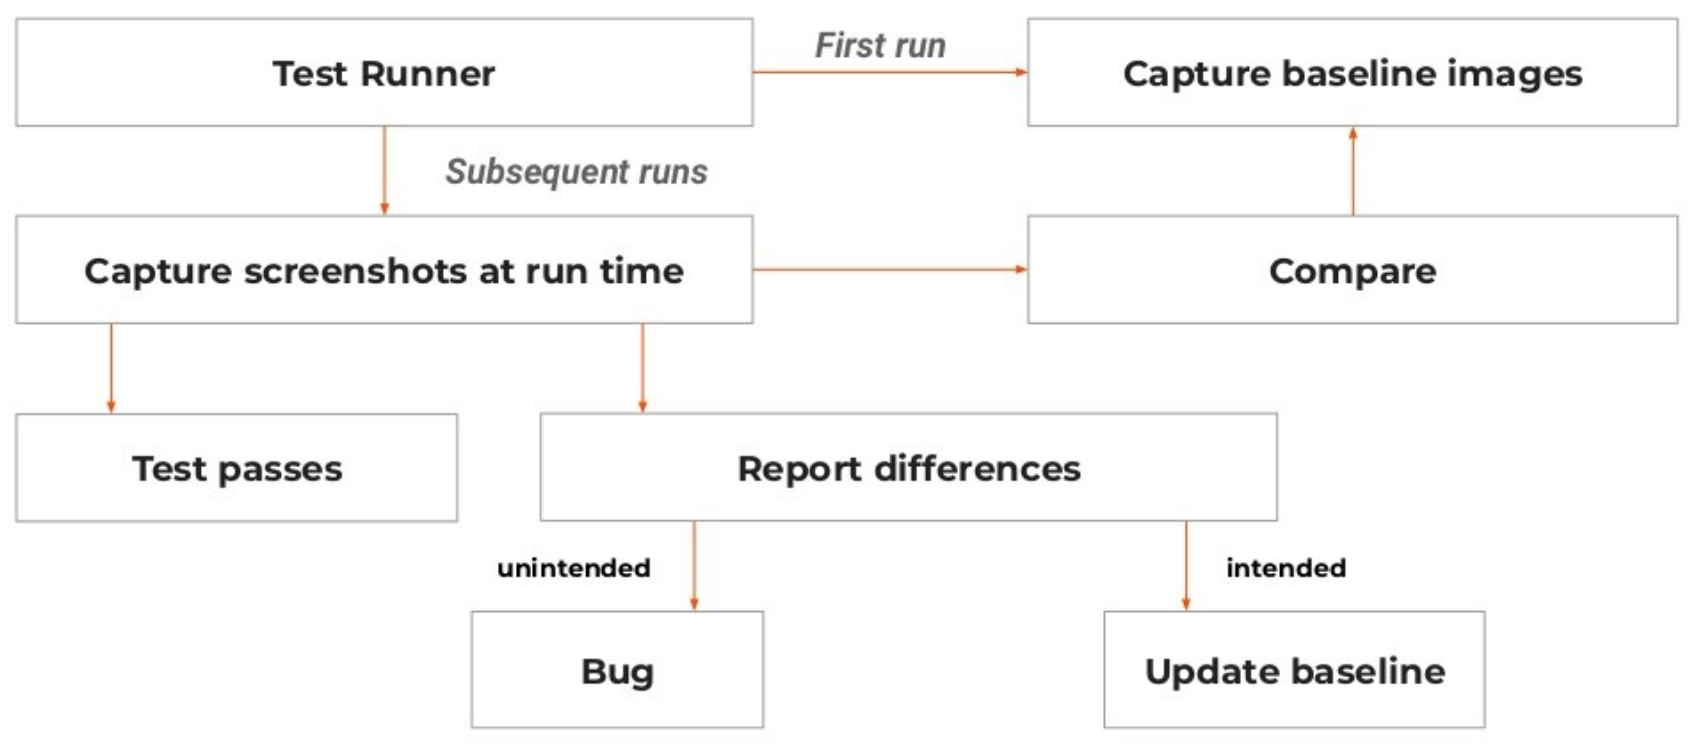 Test Runner
First run
Capture baseline images
Subsequent runs
Capture screenshots at run time
Compare
Test passes
Report differences
unintended
intended
Bug
Update baseline